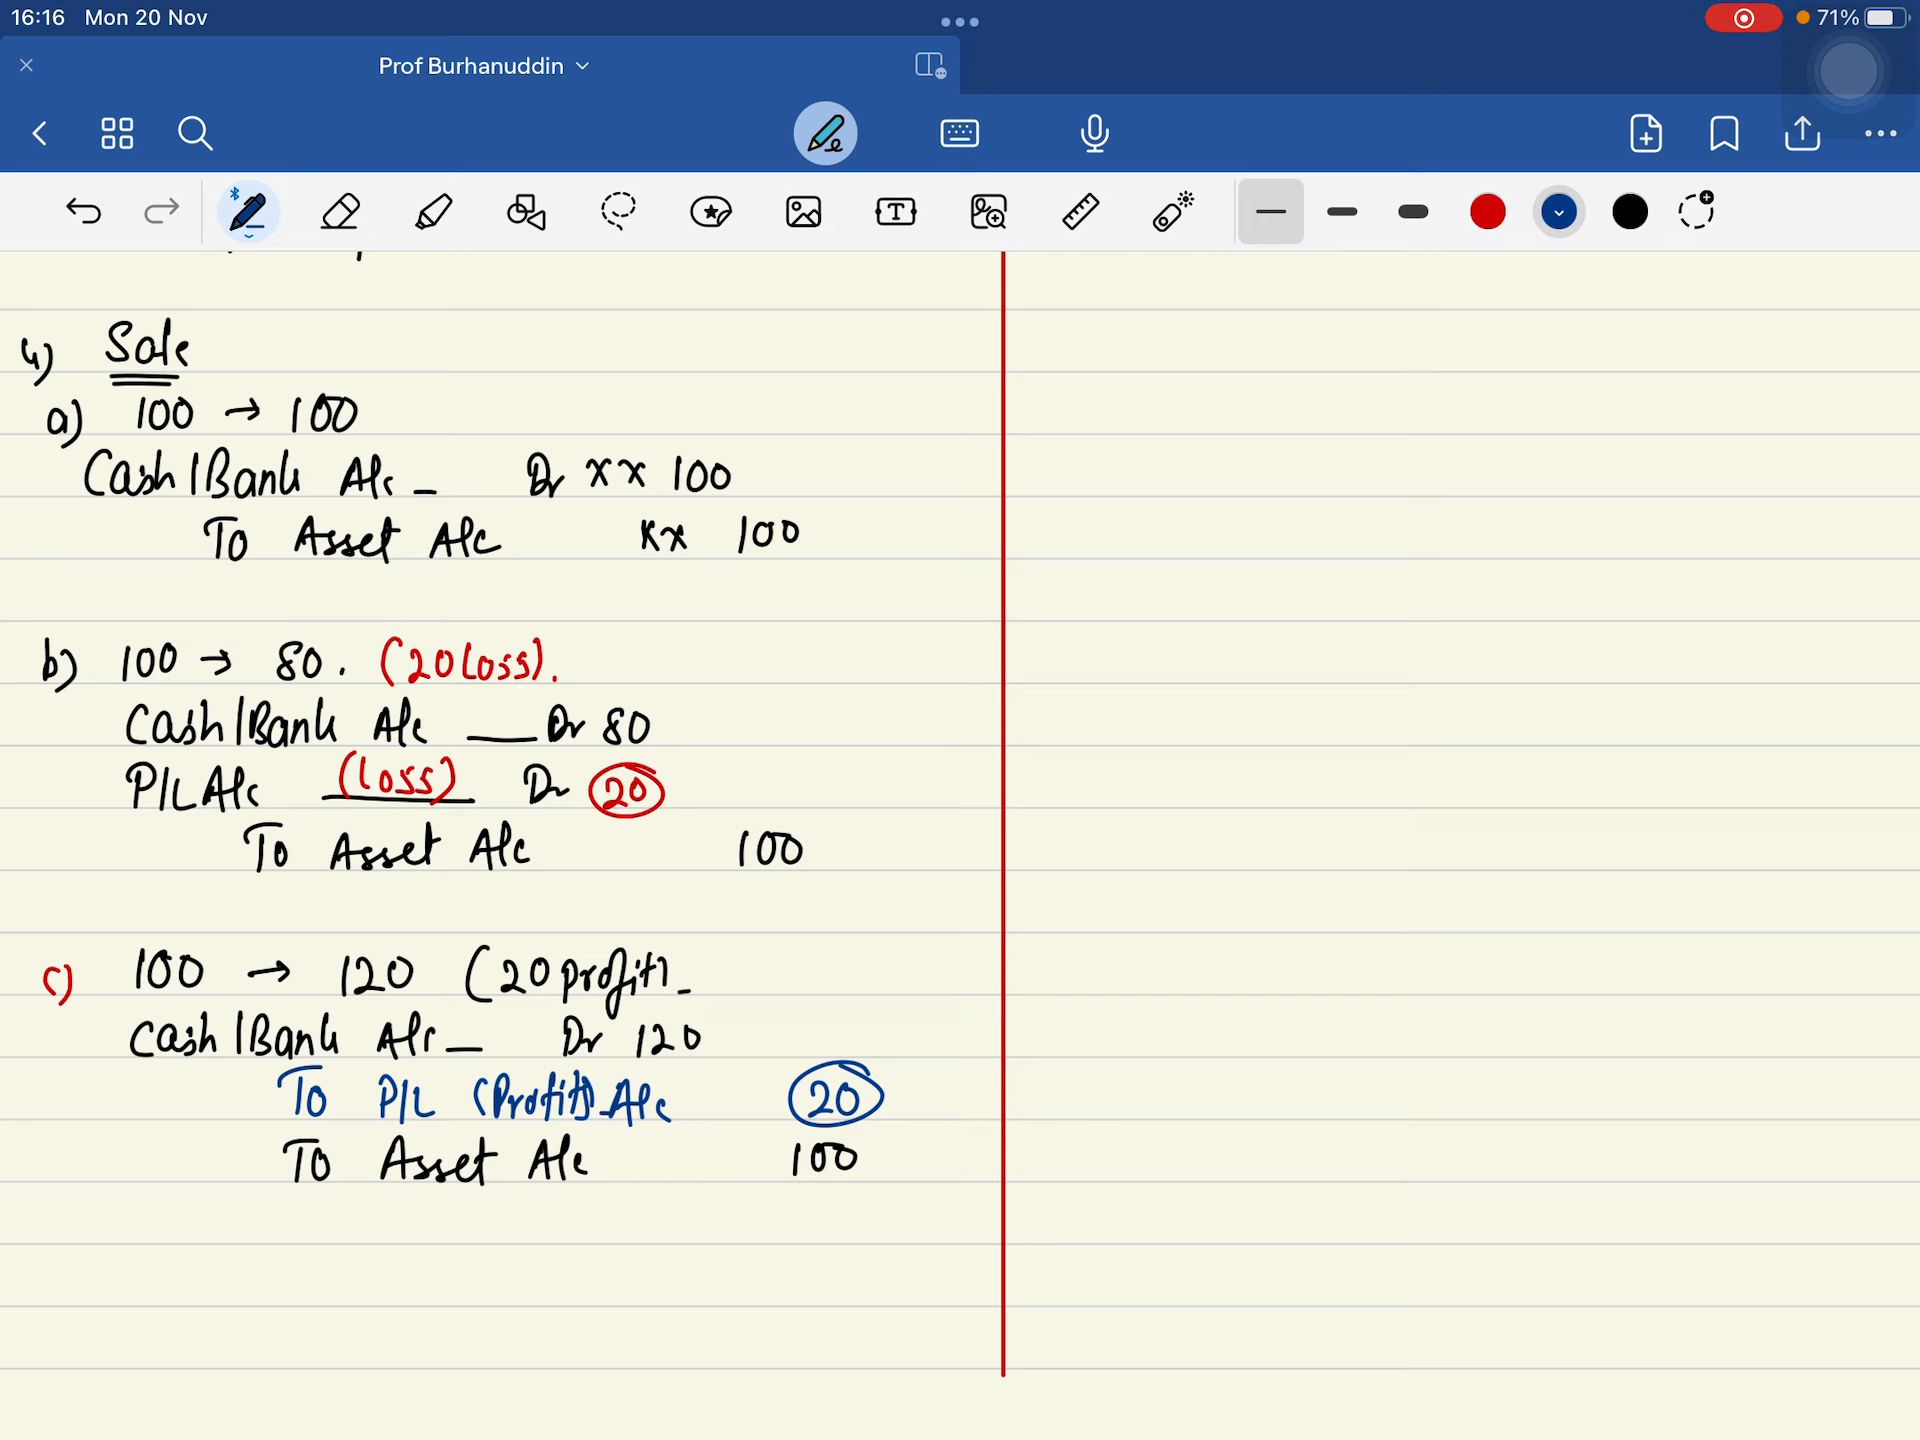 16:16 Mon 20 Nov
71%
Prof Burhanuddin
4) Sale
a) 100 → 100
Cash/Bank A/c _ Dr xx 100
To Asset A/c xx 100
b) 100 → 80. (20 Loss).
Cash/Bank A/c ___ Dr 80
P/L A/c (Loss) Dr 20
To Asset A/c 100
c) 100 → 120 (20 Profit)_
Cash/Bank A/c _ Dr 120
To P/L (Profit) A/c 20
To Asset A/c 100